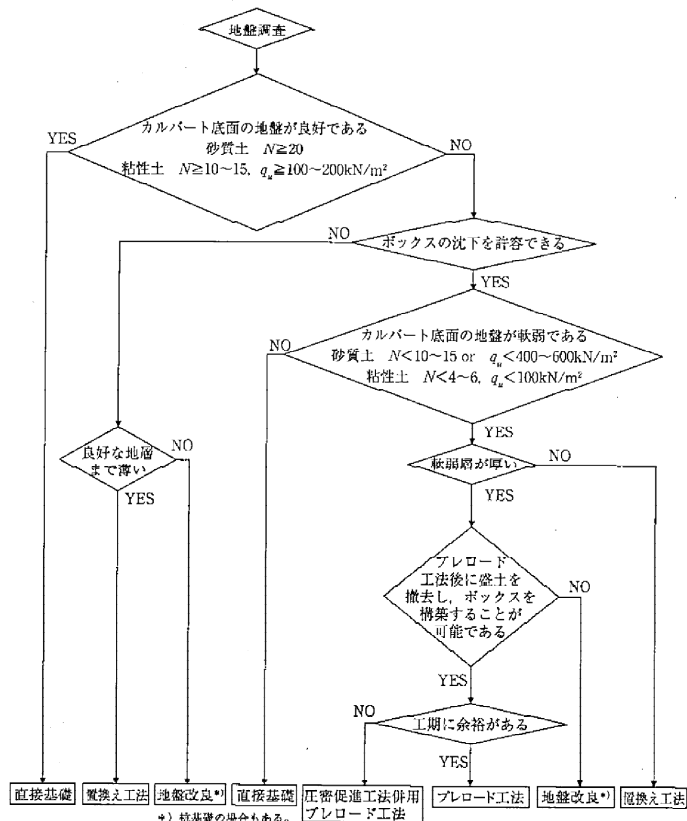 地盤調査
カルバート底面の地盤が良好である
砂質土 N≧20
粘性土 N≧10~15, qu≧100~200kN/m²
YES
NO
ボックスの沈下を許容できる
NO
YES
カルバート底面の地盤が軟弱である
砂質土 N<10~15 or qu<400~600kN/m²
粘性土 N<4~6, qu<100kN/m²
NO
YES
良好な地層
まで薄い
NO
YES
軟弱層が厚い
NO
YES
プレロード
工法後に盛土を
撤去し,ボックスを
構築することが
可能である
NO
YES
工期に余裕がある
NO
YES
直接基礎
置換え工法
地盤改良*)
直接基礎
圧密促進工法併用
プレロード工法
プレロード工法
地盤改良*)
置換え工法
*) 杭基礎の場合もある。